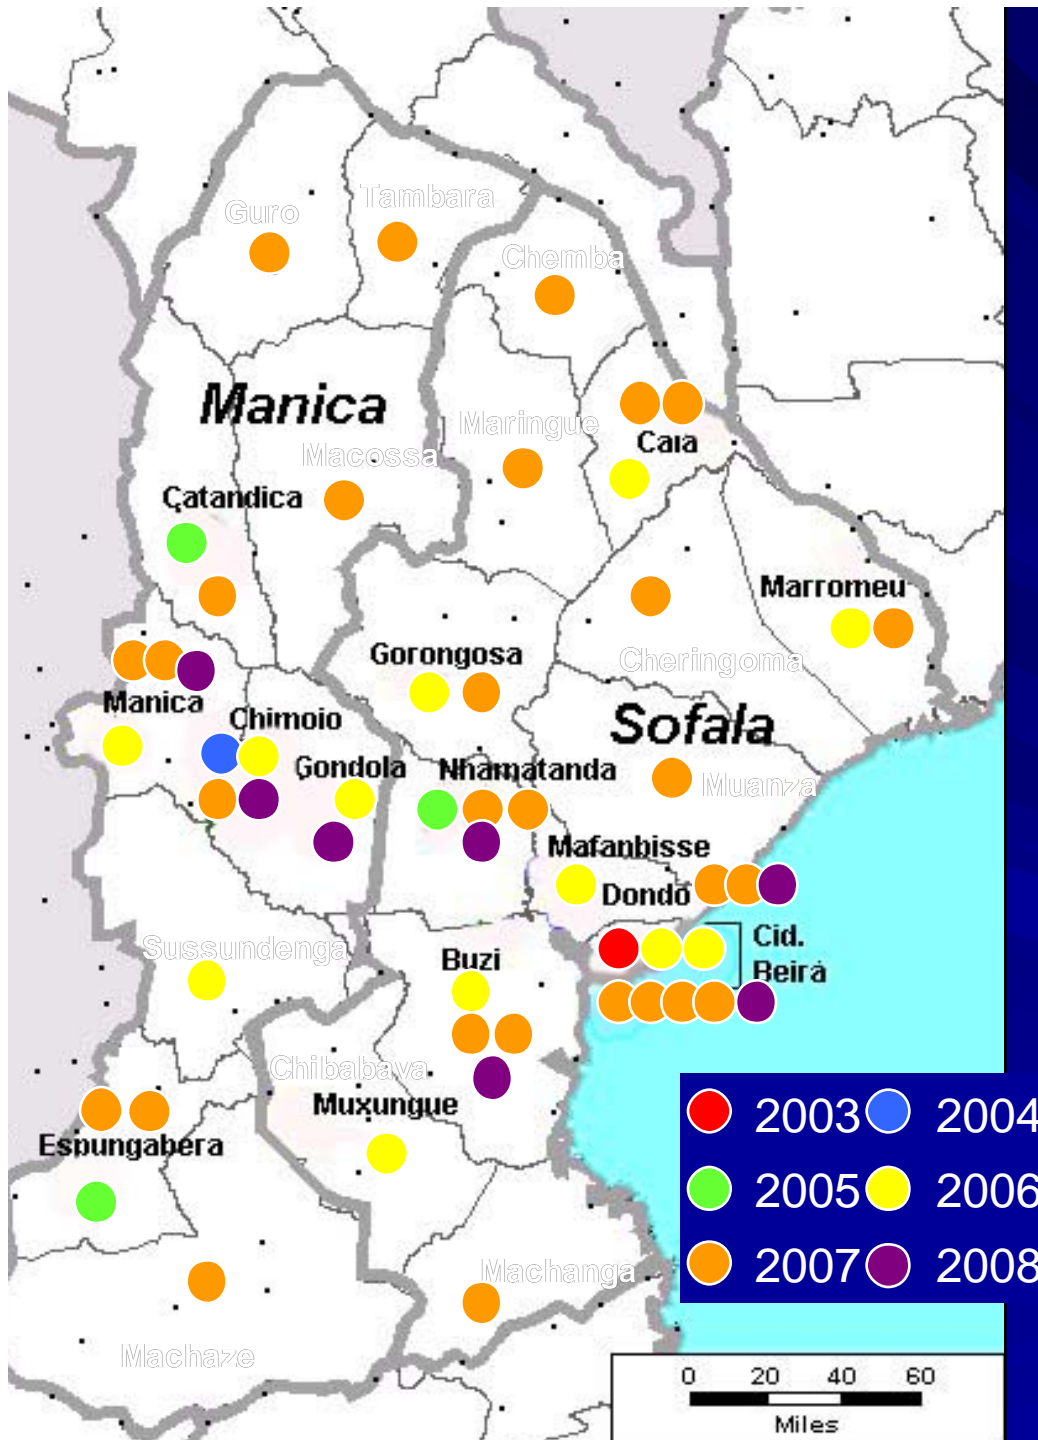 Guro
Tambara
Chemba
Manica
Maringue
Caia
Macossa
Catandica
Marromeu
Gorongosa
Cheringoma
Manica
Chimoio
Sofala
Gondola
Nhamatanda
Muanza
Mafanbisse
Dondo
Cid.
Beira
Sussundenga
Buzi
Chibabava
Muxungue
Espungabera
Machanga
Machaze
2003 2004
2005 2006
2007 2008
0 20 40 60
Miles